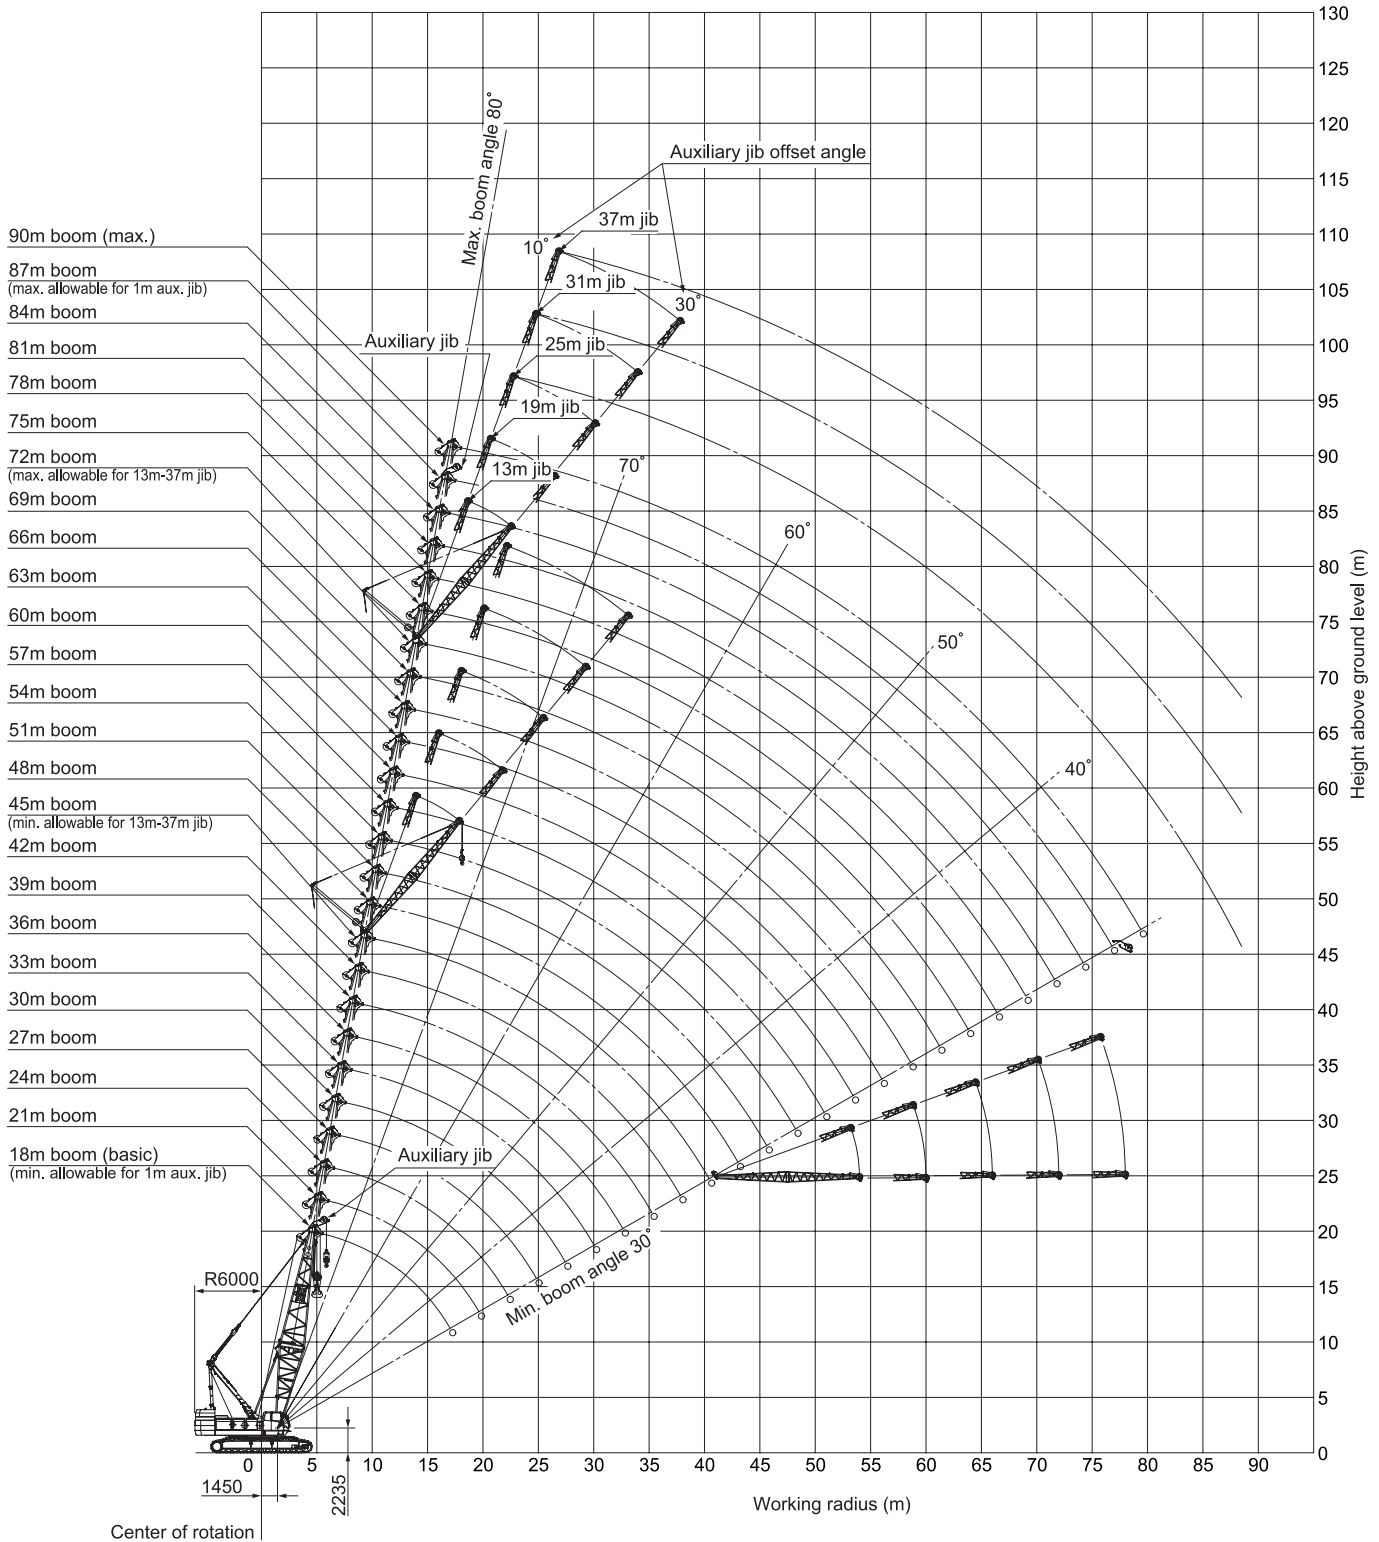 130
125
120
115
110
105
100
95
90
85
80
75
70
65
60
55
50
45
40
35
30
25
20
15
10
5
0
Height above ground level (m)
Max. boom angle 80°
Auxiliary jib offset angle
37m jib
10°
31m jib
30°
Auxiliary jib
25m jib
19m jib
13m jib
70°
60°
50°
40°
90m boom (max.)
87m boom
(max. allowable for 1m aux. jib)
84m boom
81m boom
78m boom
75m boom
72m boom
(max. allowable for 13m-37m jib)
69m boom
66m boom
63m boom
60m boom
57m boom
54m boom
51m boom
48m boom
45m boom
(min. allowable for 13m-37m jib)
42m boom
39m boom
36m boom
33m boom
30m boom
27m boom
24m boom
21m boom
18m boom (basic)
(min. allowable for 1m aux. jib)
Auxiliary jib
Min. boom angle 30°
R6000
0 5 10 15 20 25 30 35 40 45 50 55 60 65 70 75 80 85 90
1450
2235
Working radius (m)
Center of rotation